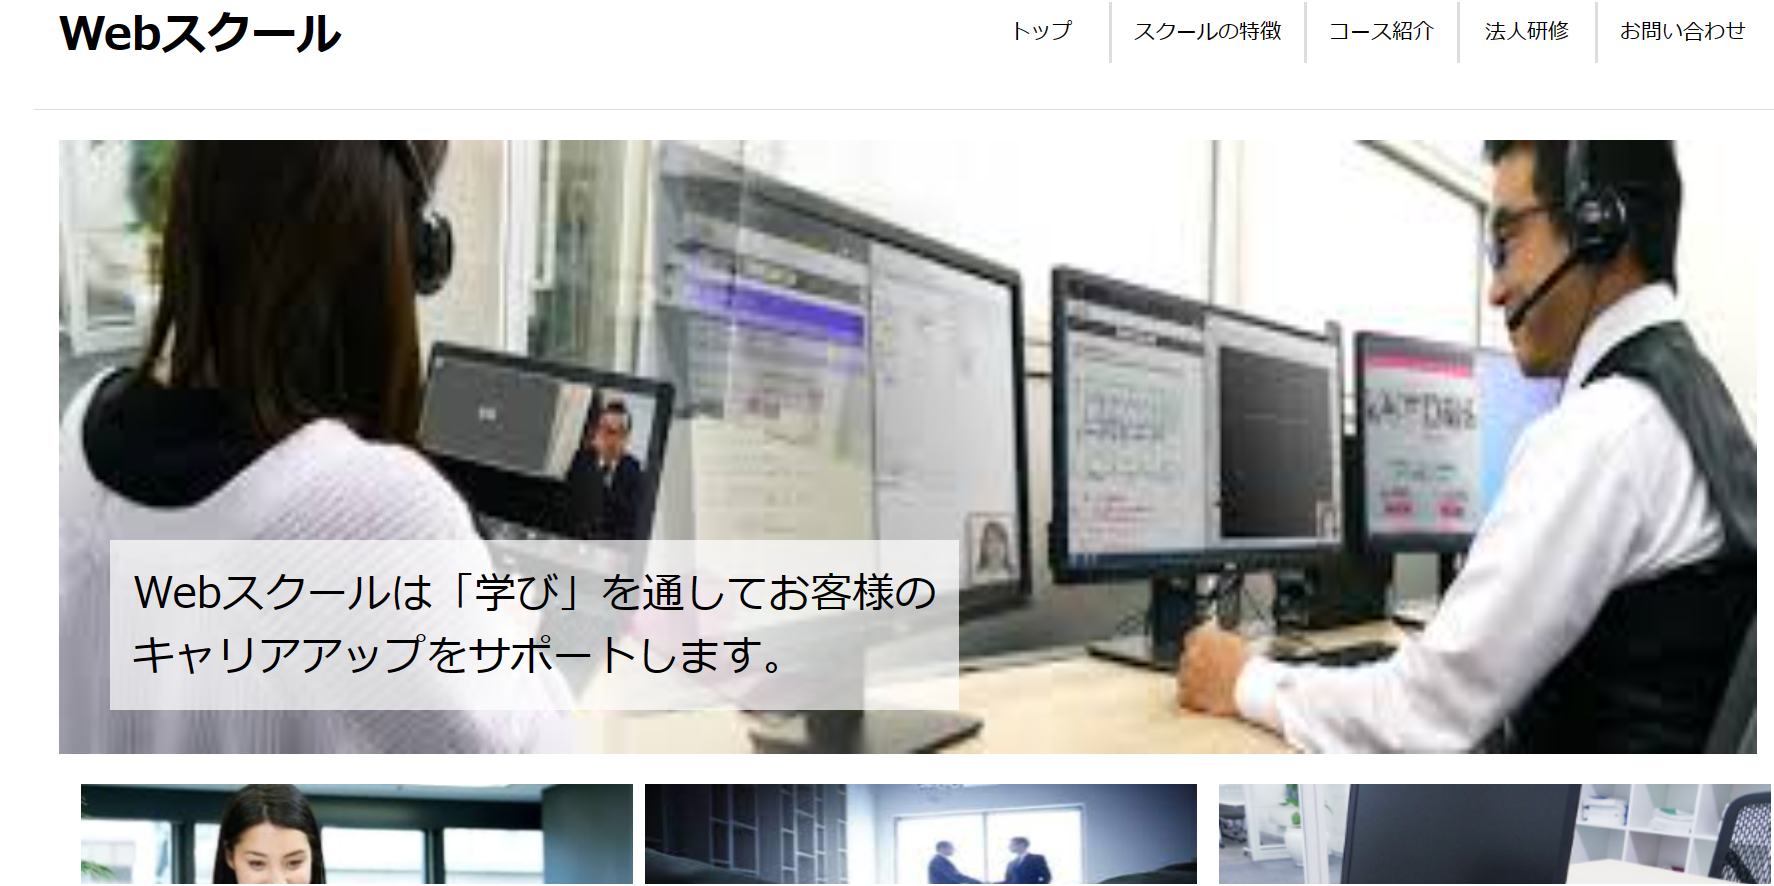 Webスクール
トップ
スクールの特徴
コース紹介
法人研修
お問い合わせ
Webスクールは「学び」を通してお客様の
キャリアアップをサポートします。